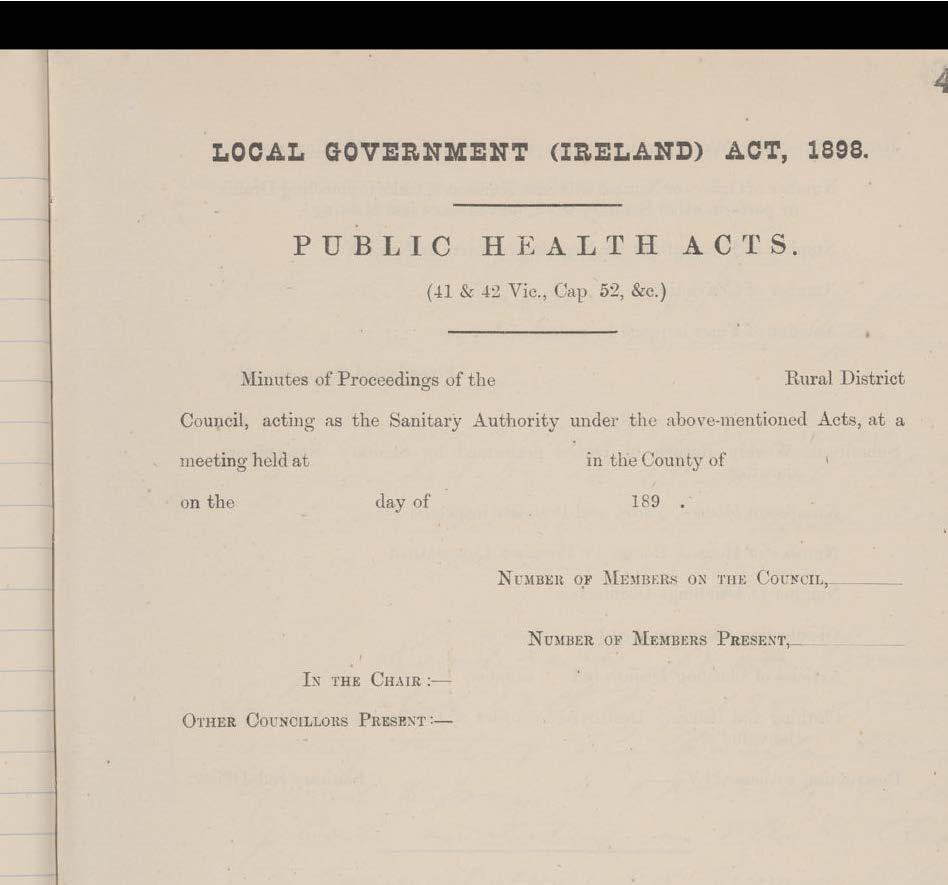 4
LOCAL GOVERNMENT (IRELAND) ACT, 1898.
PUBLIC HEALTH ACTS.
(41 & 42 Vic., Cap 52, &c.)
Minutes of Proceedings of the Rural District
Council, acting as the Sanitary Authority under the above-mentioned Acts, at a
meeting held at in the County of
on the day of 189 .
NUMBER OF MEMBERS ON THE COUNCIL,
NUMBER OF MEMBERS PRESENT,
IN THE CHAIR :—
OTHER COUNCILLORS PRESENT :—